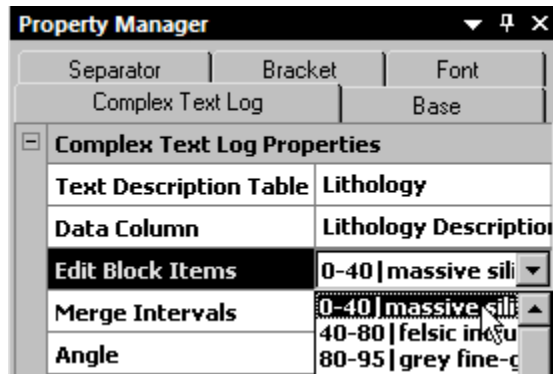 Property Manager
Separator Bracket Font
Complex Text Log Base
Complex Text Log Properties
Text Description Table Lithology
Data Column Lithology Description
Edit Block Items 0-40|massive sili
Merge Intervals 0-40|massive sili
40-80|felsic
Angle 80-95|grey fine-g